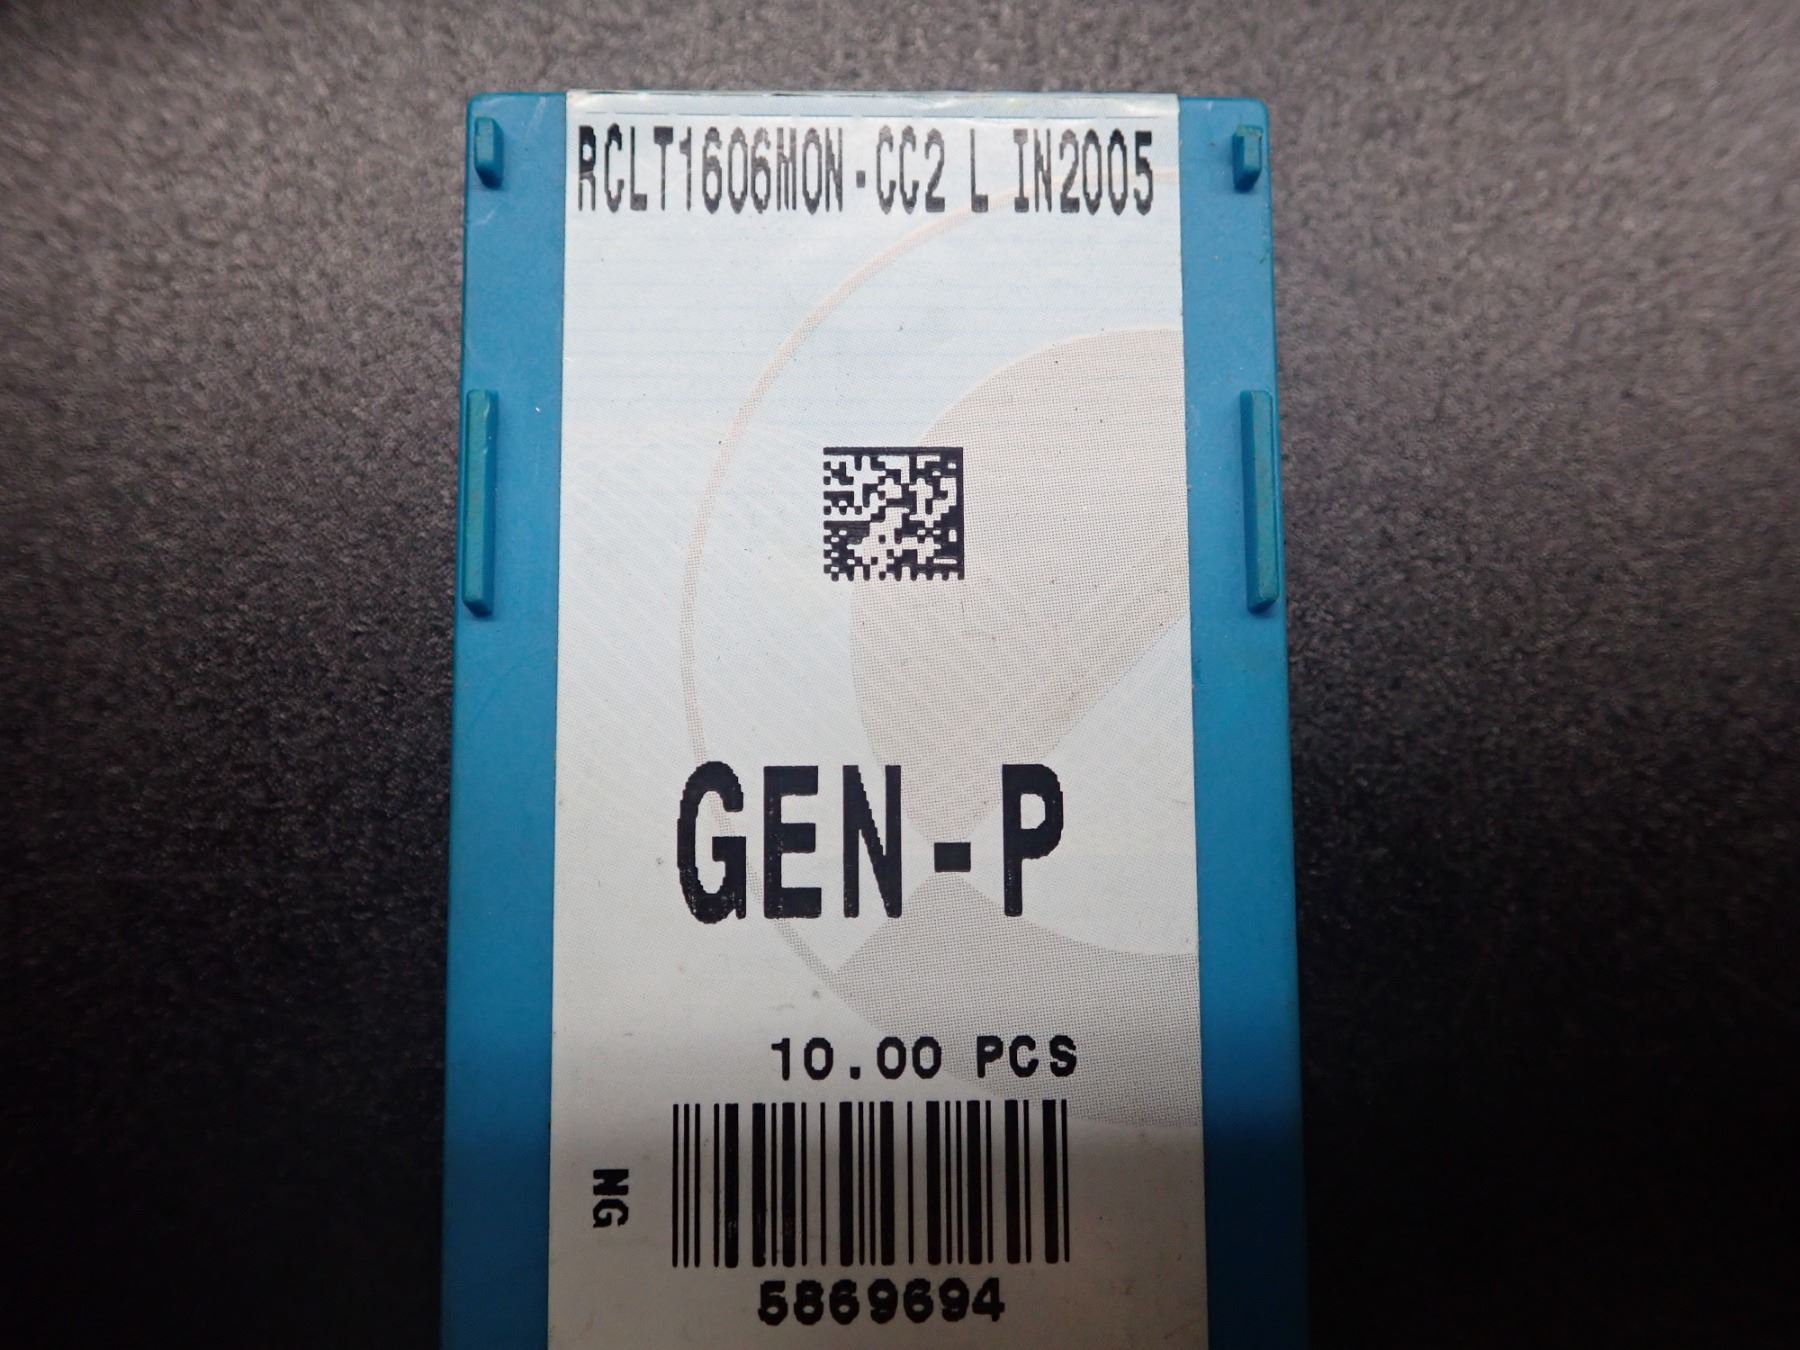 RCLT1606MON-CC2 L IN2005
GEN-P
10.00 PCS
NG
5869694